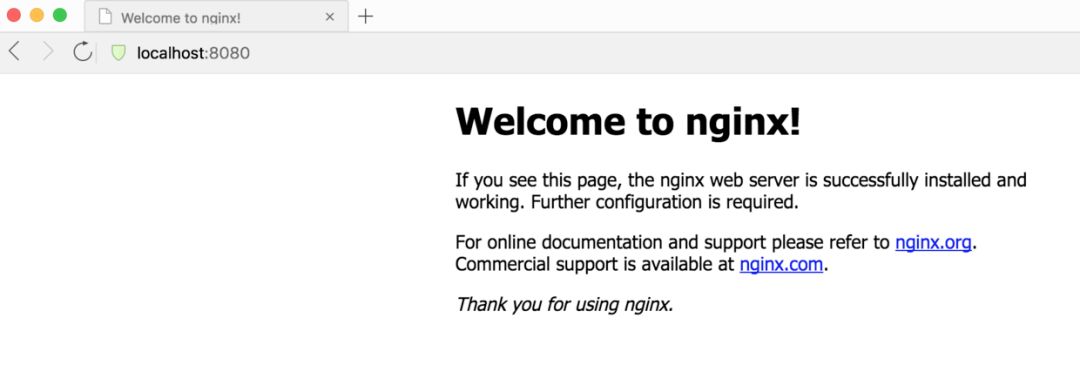 Welcome to nginx!
localhost:8080
Welcome to nginx!
If you see this page, the nginx web server is successfully installed and
working. Further configuration is required.
For online documentation and support please refer to nginx.org.
Commercial support is available at nginx.com.
Thank you for using nginx.